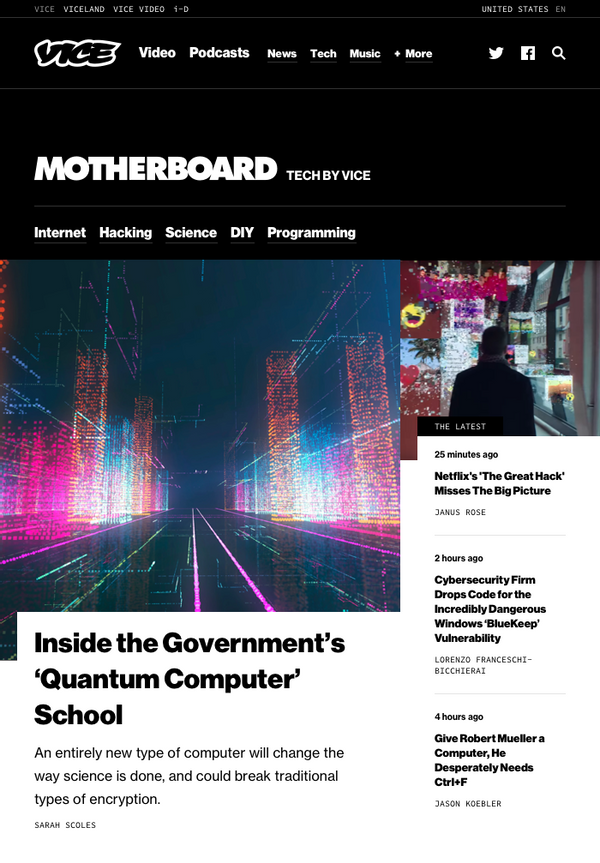 VICE VICELAND VICE VIDEO i-D
UNITED STATES EN
VICE Video Podcasts News Tech Music + More
MOTHERBOARD TECH BY VICE
Internet Hacking Science DIY Programming
Inside the Government’s
‘Quantum Computer’
School
An entirely new type of computer will change the
way science is done, and could break traditional
types of encryption.
SARAH SCOLES
THE LATEST
25 minutes ago
Netflix's 'The Great Hack'
Misses The Big Picture
JANUS ROSE
2 hours ago
Cybersecurity Firm
Drops Code for the
Incredibly Dangerous
Windows ‘BlueKeep’
Vulnerability
LORENZO FRANCESCHI-
BICCHIERAI
4 hours ago
Give Robert Mueller a
Computer, He
Desperately Needs
Ctrl+F
JASON KOEBLER